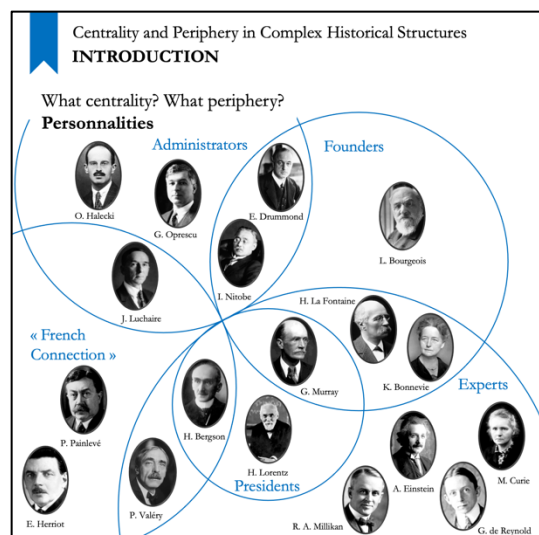 Centrality and Periphery in Complex Historical Structures
INTRODUCTION
What centrality? What periphery?
Personnalities
Administrators
Founders
O. Halecki
G. Oprescu
E. Drummond
L. Bourgeois
I. Nitobe
J. Luchaire
H. La Fontaine
« French
Connection »
G. Murray
K. Bonnevie
Experts
P. Painlevé
H. Bergson
H. Lorentz
M. Curie
A. Einstein
Presidents
E. Herriot
P. Valéry
R. A. Millikan
G. de Reynold